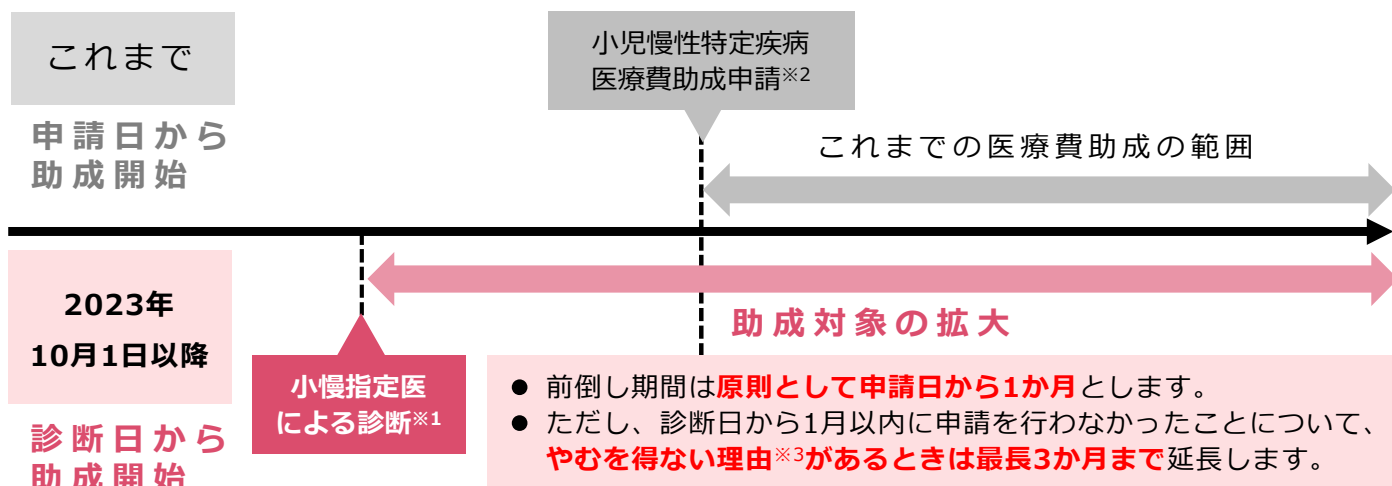 これまで
申請日から
助成開始
小児慢性特定疾病
医療費助成申請※2
これまでの医療費助成の範囲
2023年
10月1日以降
診断日から
助成開始
小慢指定医
による診断※1
助成対象の拡大
● 前倒し期間は原則として申請日から1か月とします。
● ただし、診断日から1月以内に申請を行わなかったことについて、
やむを得ない理由※3があるときは最長3か月まで延長します。